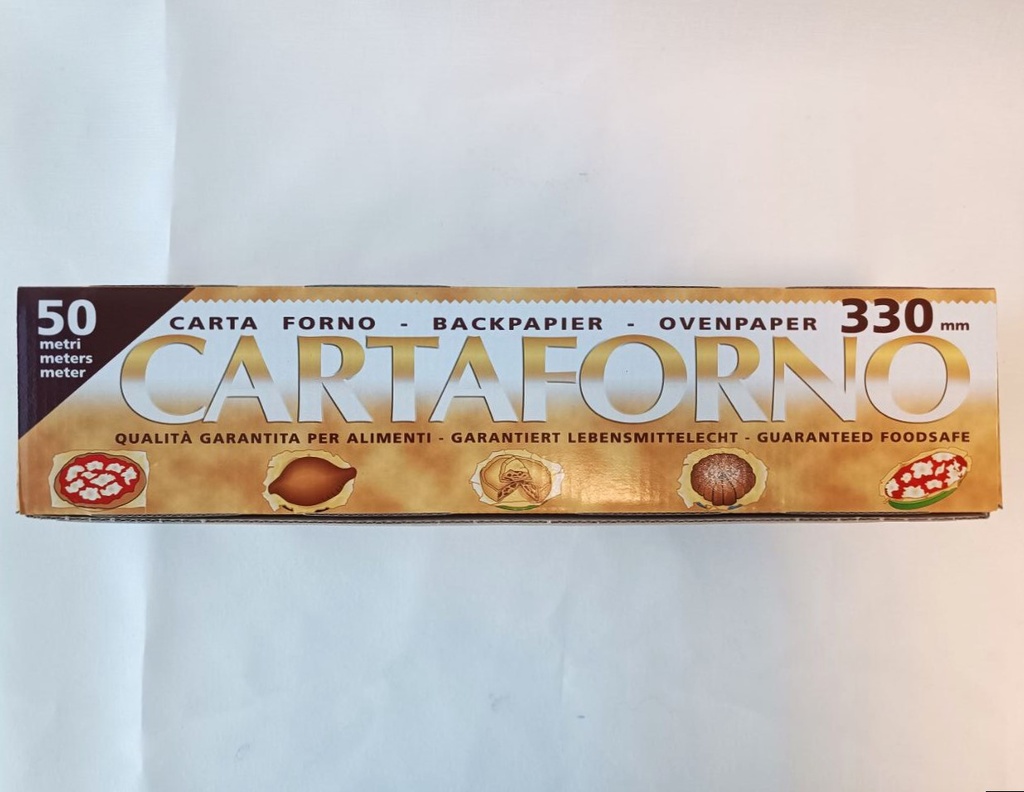 50
metri
meters
meter
CARTA FORNO - BACKPAPIER - OVENPAPER 330 mm
CARTAFORNO
QUALITÀ GARANTITA PER ALIMENTI - GARANTIERT LEBENSMITTELECHT - GUARANTEED FOODSAFE